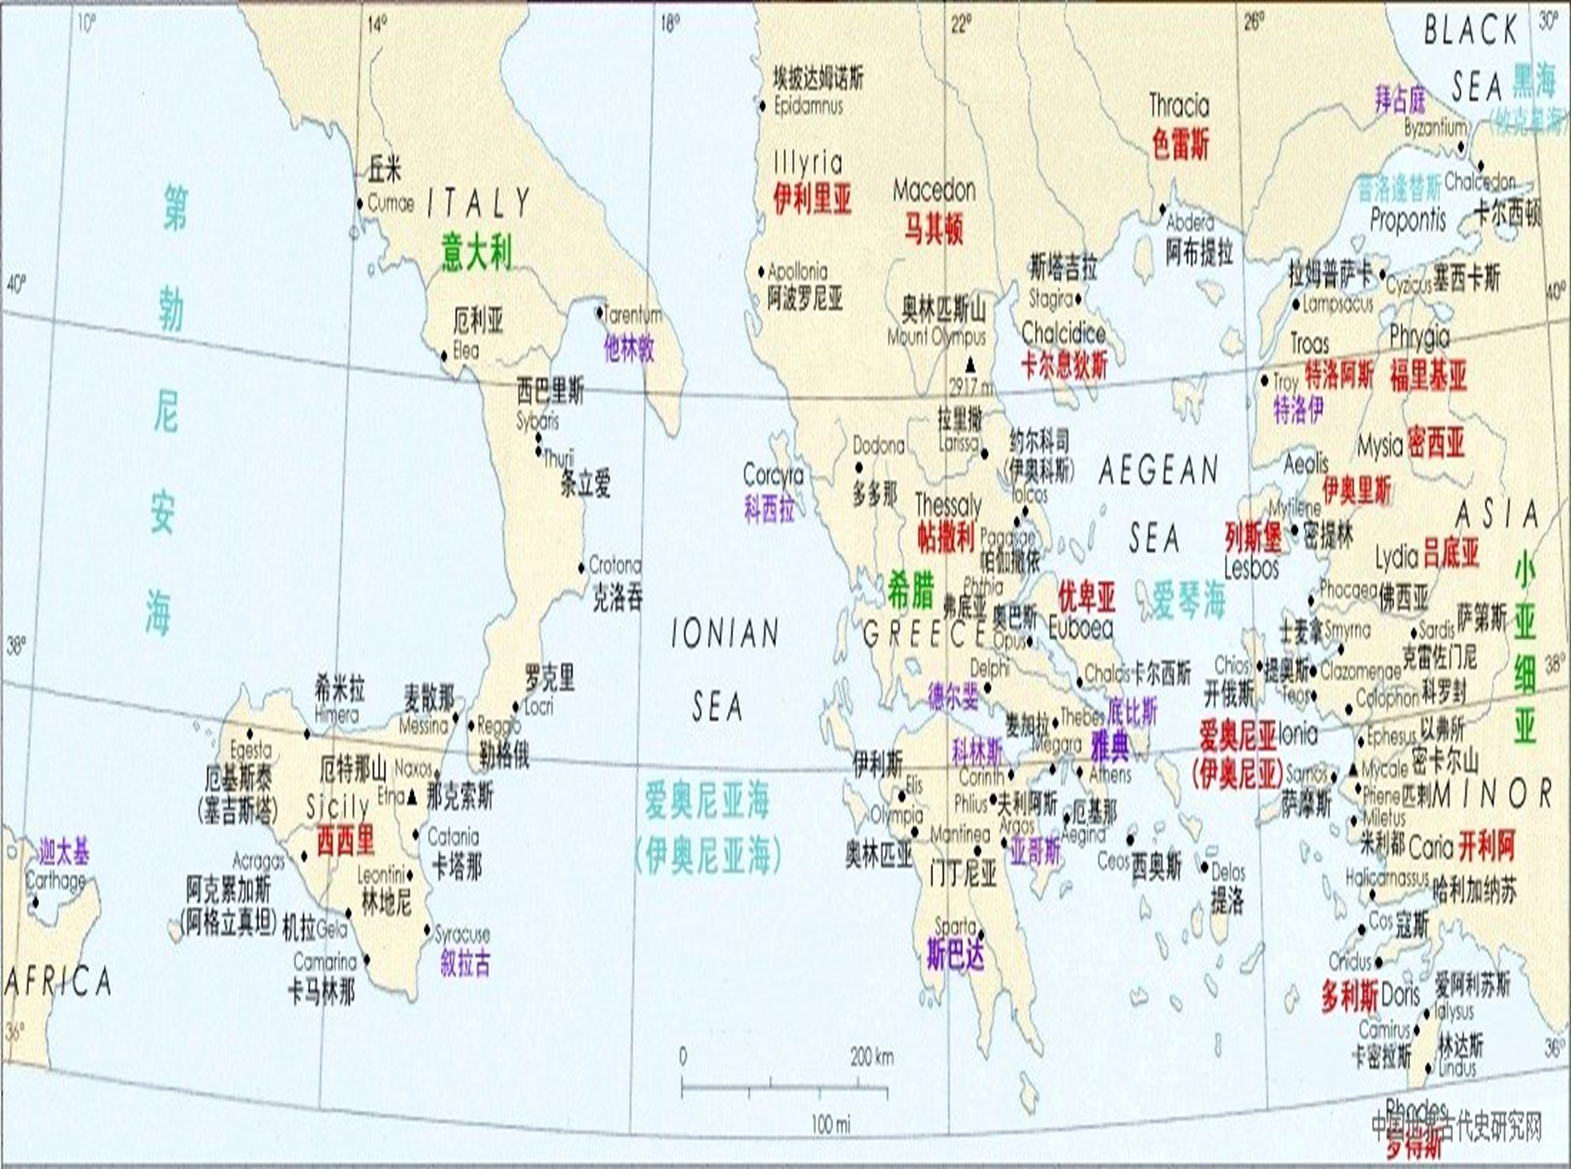 10°
14°
18°
22°
26°
30°
BLACK
SEA
黑海
拜占庭
Byzantium
Chalcedon
卡尔西顿
普洛逢替斯
Propontis
埃披达姆诺斯
Epidamnus
Illyria
伊利里亚
Macedon
马其顿
Thracia
色雷斯
Abdera
阿布提拉
丘米
Cumae
ITALY
意大利
第勃尼安海
40°
厄利亚
Elea
Tarentum
他林敦
Apollonia
阿波罗尼亚
奥林匹斯山
Mount Olympus
2917 m
斯塔吉拉
Stagira
Chalcidice
卡尔息狄斯
拉姆普萨卡
Lampsacus
Cyzicus
塞西卡斯
40°
Troas
特洛阿斯
Phrygia
福里基亚
Troy
特洛伊
西巴里斯
Sybaris
Thurii
条立爱
Corcyra
科西拉
Dodona
多多那
拉里撒
Larissa
约尔科司
(伊奥科斯)
Iolcos
AEGEAN
SEA
爱琴海
Mysia
密西亚
Aeolis
伊奥里斯
Mytilene
密提林
列斯堡
Lesbos
ASIA
MINOR
小亚细亚
Lydia
吕底亚
Thessaly
帖撒利
Pagasae
帕伽撒依
Phthia
弗底亚
希腊
GREECE
奥巴斯
Opus
优卑亚
Euboea
Crotona
克洛吞
IONIAN
SEA
爱奥尼亚海
(伊奥尼亚海)
38°
Phocaea
佛西亚
士麦拿
Smyrna
Sardis
萨第斯
Chios
开俄斯
提奥斯
Teos
Clazomenae
克雷佐门尼
38°
Colophon
科罗封
Delphi
德尔斐
Chalcis
卡尔西斯
Thebes
底比斯
麦加拉
Megara
雅典
Athens
科林斯
Corinth
爱奥尼亚
(伊奥尼亚)
Ionia
Ephesus
以弗所
Mycale
密卡尔山
Samos
萨摩斯
Priene
匹刺
Miletus
米利都
Caria
开利阿
希米拉
Himera
麦散那
Messina
罗克里
Locri
Reggio
勒格俄
Egesta
厄基斯泰
(塞吉斯塔)
厄特那山
Etna
Naxos
那克索斯
Sicily
西西里
Catania
卡塔那
Acragas
阿克累加斯
(阿格立真坦)
Leontini
林地尼
机拉
Gela
Syracuse
叙拉古
Camarina
卡马林那
迦太基
Carthage
AFRICA
36°
伊利斯
Elis
Olympia
奥林匹亚
Phlius
夫利阿斯
Mantinea
门丁尼亚
Argos
亚哥斯
厄基那
Aegina
Ceos
西奥斯
Delos
提洛
Sparta
斯巴达
Halicarnassus
哈利加纳苏
Cos
寇斯
Cnidus
多利斯
Doris
爱阿利苏斯
Ialysus
Camirus
卡密拉斯
林达斯
Lindus
36°
Rhodes
罗得斯
0
200 km
100 mi